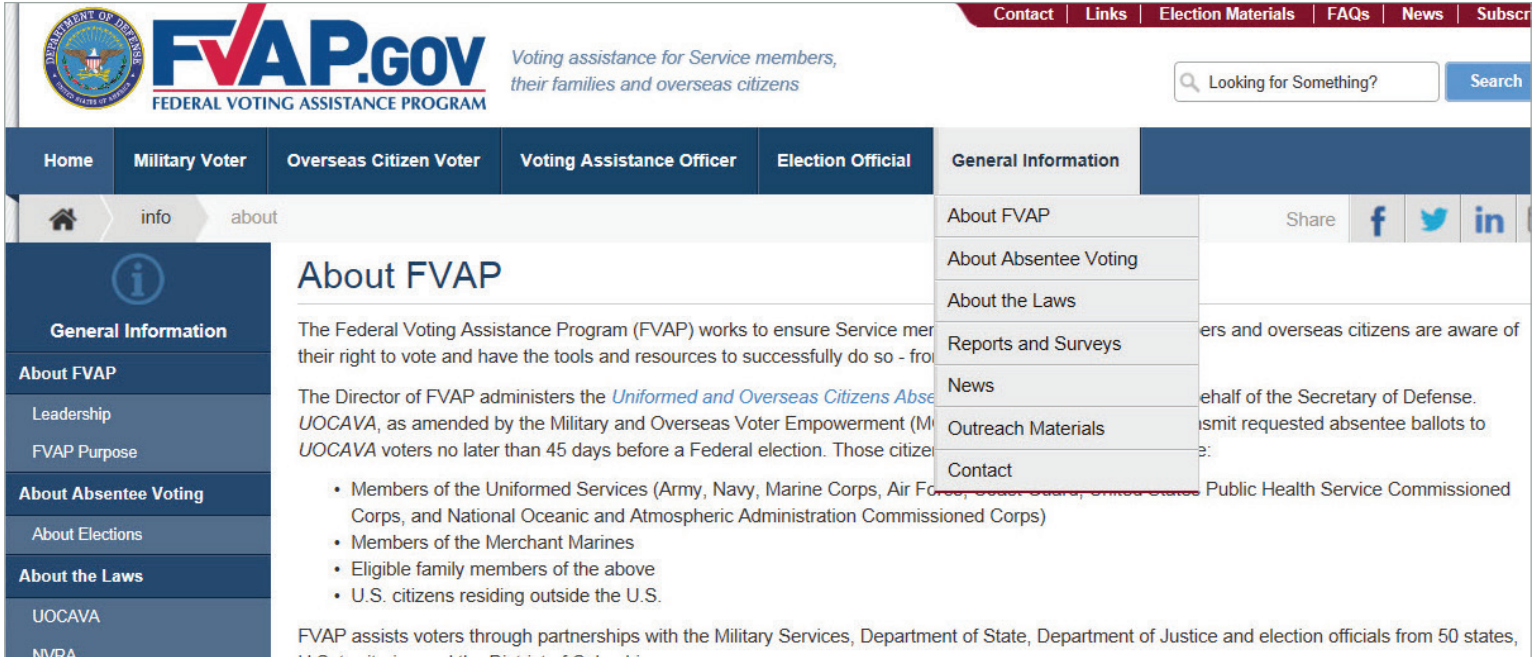 Contact | Links | Election Materials | FAQs | News | Subscr
DEPARTMENT OF DEFENSE
UNITED STATES OF AMERICA
FVAP.GOV
FEDERAL VOTING ASSISTANCE PROGRAM
Voting assistance for Service members,
their families and overseas citizens
Looking for Something?
Search
Home
Military Voter
Overseas Citizen Voter
Voting Assistance Officer
Election Official
General Information
info
about
Share
f
in
About FVAP
About Absentee Voting
About the Laws
Reports and Surveys
News
Outreach Materials
Contact
General Information
About FVAP
Leadership
FVAP Purpose
About Absentee Voting
About Elections
About the Laws
UOCAVA
NVRA
About FVAP
The Federal Voting Assistance Program (FVAP) works to ensure Service mer ers and overseas citizens are aware of
their right to vote and have the tools and resources to successfully do so - fro
The Director of FVAP administers the Uniformed and Overseas Citizens Abse ehalf of the Secretary of Defense.
UOCAVA, as amended by the Military and Overseas Voter Empowerment (M nsmit requested absentee ballots to
UOCAVA voters no later than 45 days before a Federal election. Those citizen e:
• Members of the Uniformed Services (Army, Navy, Marine Corps, Air Force, Coast Guard, United States Public Health Service Commissioned
Corps, and National Oceanic and Atmospheric Administration Commissioned Corps)
• Members of the Merchant Marines
• Eligible family members of the above
• U.S. citizens residing outside the U.S.
FVAP assists voters through partnerships with the Military Services, Department of State, Department of Justice and election officials from 50 states,